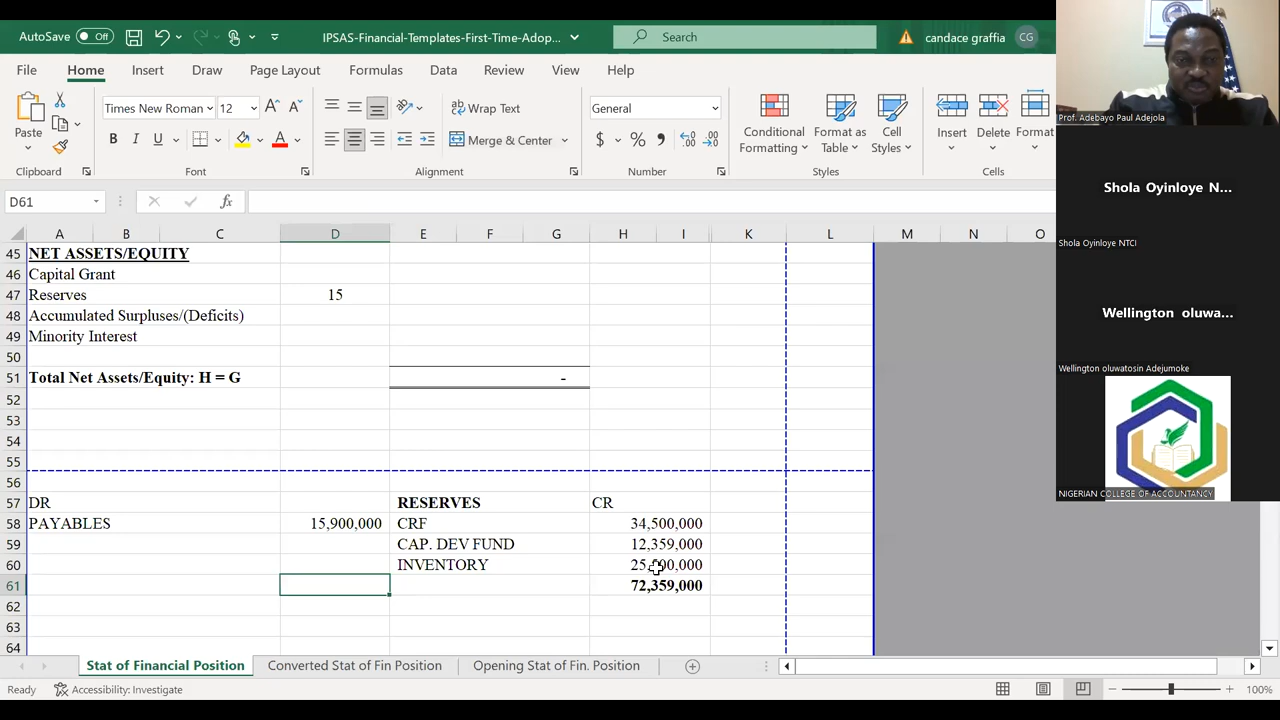 AutoSave Off IPSAS-Financial-Templates-First-Time-Adop... Search candace graffia CG
File Home Insert Draw Page Layout Formulas Data Review View Help
Paste Times New Roman 12 Wrap Text General Conditional Formatting Format as Table Cell Styles Insert Delete Format
B I U A Merge & Center $ % ,
Clipboard Font Alignment Number Styles Cells
D61 fx
A B C D E F G H I K L M N O
45 NET ASSETS/EQUITY
46 Capital Grant
47 Reserves 15
48 Accumulated Surpluses/(Deficits)
49 Minority Interest
50
51 Total Net Assets/Equity: H = G -
52
53
54
55
56
57 DR RESERVES CR
58 PAYABLES 15,900,000 CRF 34,500,000
59 CAP. DEV FUND 12,359,000
60 INVENTORY
61 72,359,000
62
63
64
Stat of Financial Position Converted Stat of Fin Position Opening Stat of Fin. Position
Ready Accessibility: Investigate 100%
Prof. Adebayo Paul Adejola
Shola Oyinloye N...
Shola Oyinloye NTCI
Wellington oluwa...
Wellington oluwatosin Adejumoke
NIGERIAN COLLEGE OF ACCOUNTANCY